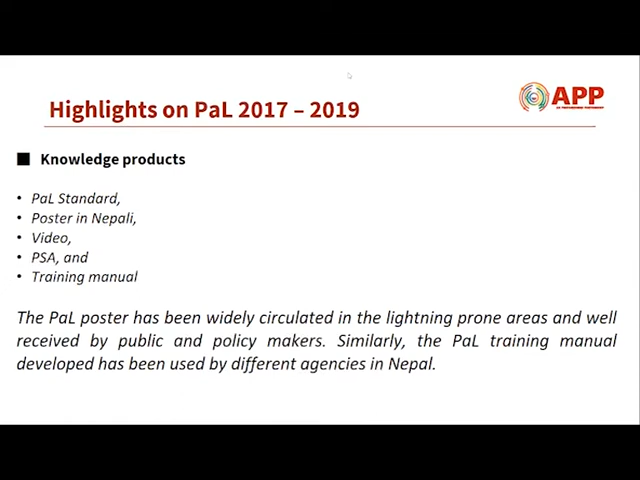 Highlights on PaL 2017 – 2019
APP
Knowledge products
• PaL Standard,
• Poster in Nepali,
• Video,
• PSA, and
• Training manual
The PaL poster has been widely circulated in the lightning prone areas and well
received by public and policy makers. Similarly, the PaL training manual
developed has been used by different agencies in Nepal.